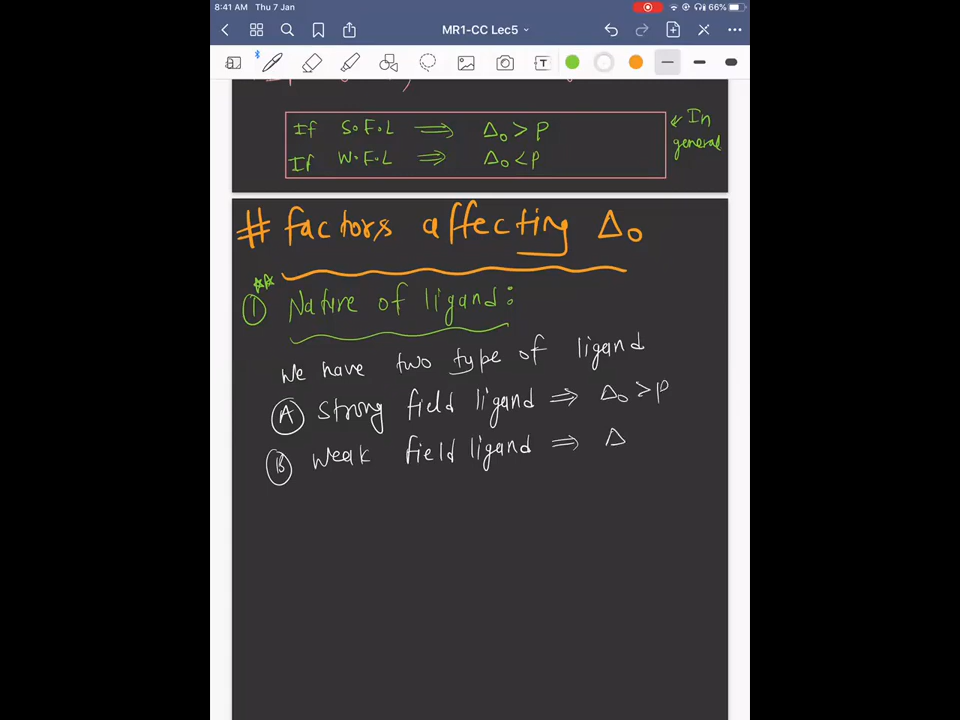 8:41 AM Thu 7 Jan
66%
MR1-CC Lec5
If S.F.L ⇒ Δo > P
If W.F.L ⇒ Δo < P
In general
# factors affecting Δo
① Nature of ligand:
We have two type of ligand
Ⓐ Strong field ligand ⇒ Δo > P
Ⓑ Weak field ligand ⇒ Δ